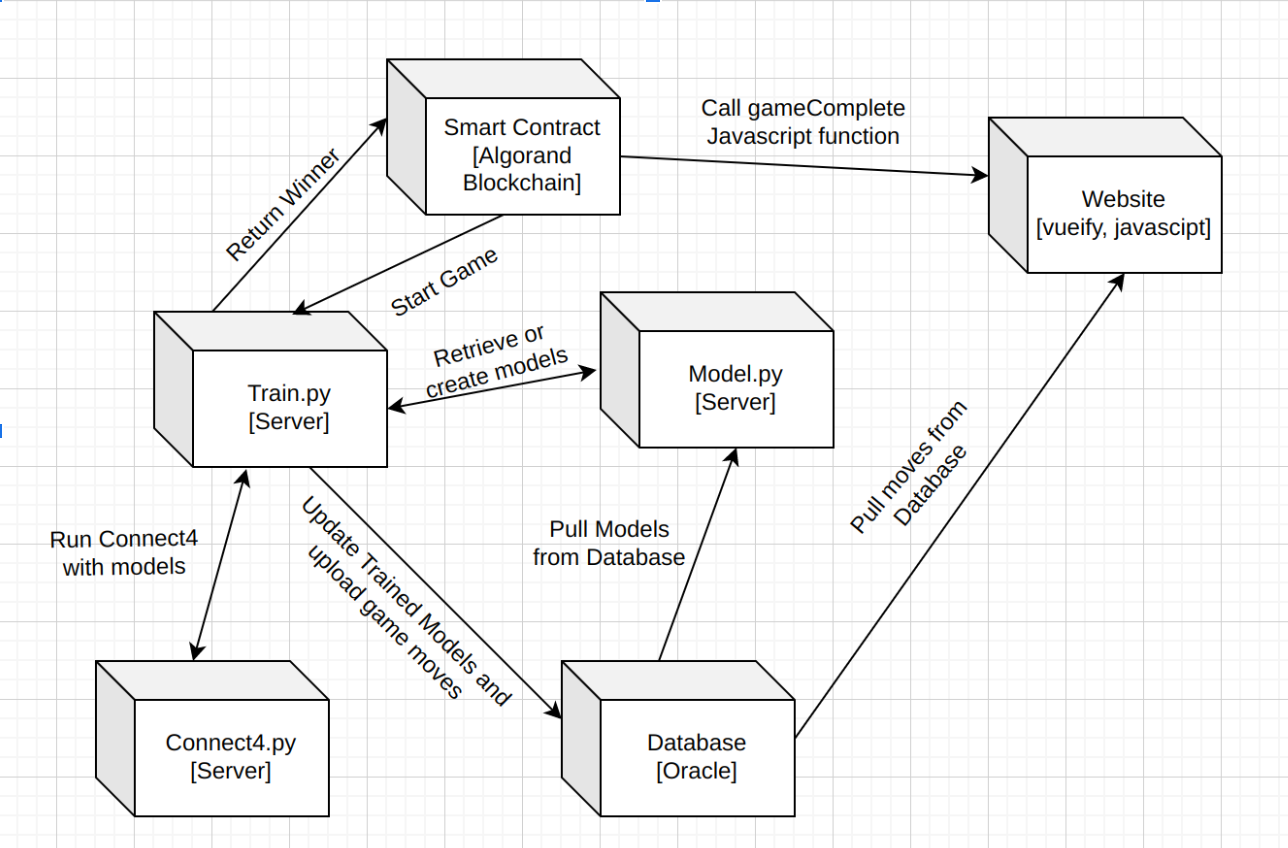 Smart Contract
[Algorand
Blockchain]
Call gameComplete
Javascript function
Website
[vueify, javascipt]
Return Winner
Start Game
Retrieve or
create models
Train.py
[Server]
Model.py
[Server]
Pull moves from
Database
Run Connect4
with models
Update Trained Models and
upload game moves
Pull Models
from Database
Connect4.py
[Server]
Database
[Oracle]